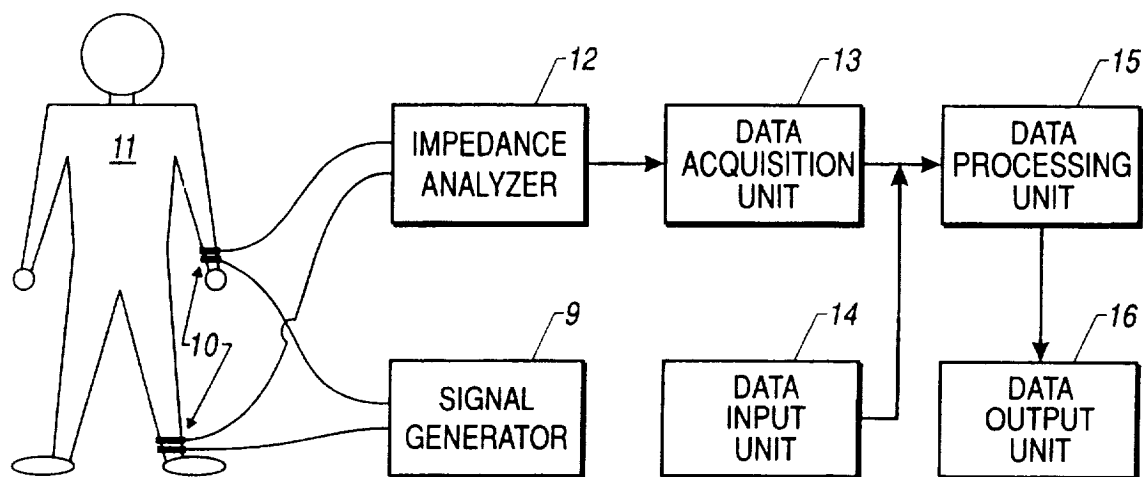 12
13
15
11
IMPEDANCE
ANALYZER
DATA
ACQUISITION
UNIT
DATA
PROCESSING
UNIT
10
9
14
16
SIGNAL
GENERATOR
DATA
INPUT
UNIT
DATA
OUTPUT
UNIT